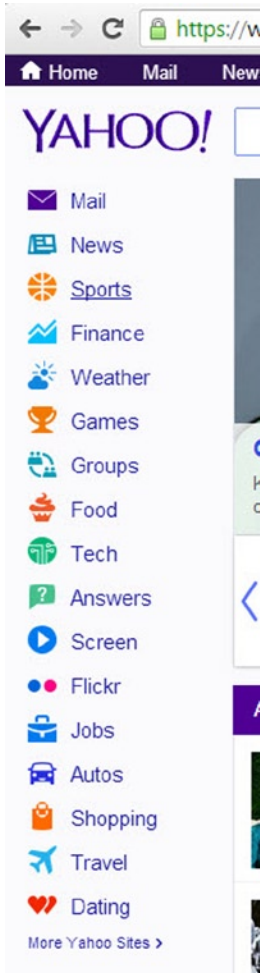 https://w
Home Mail New
YAHOO!
Mail
News
Sports
Finance
Weather
Games
Groups
Food
Tech
Answers
Screen
Flickr
Jobs
Autos
Shopping
Travel
Dating
More Yahoo Sites >